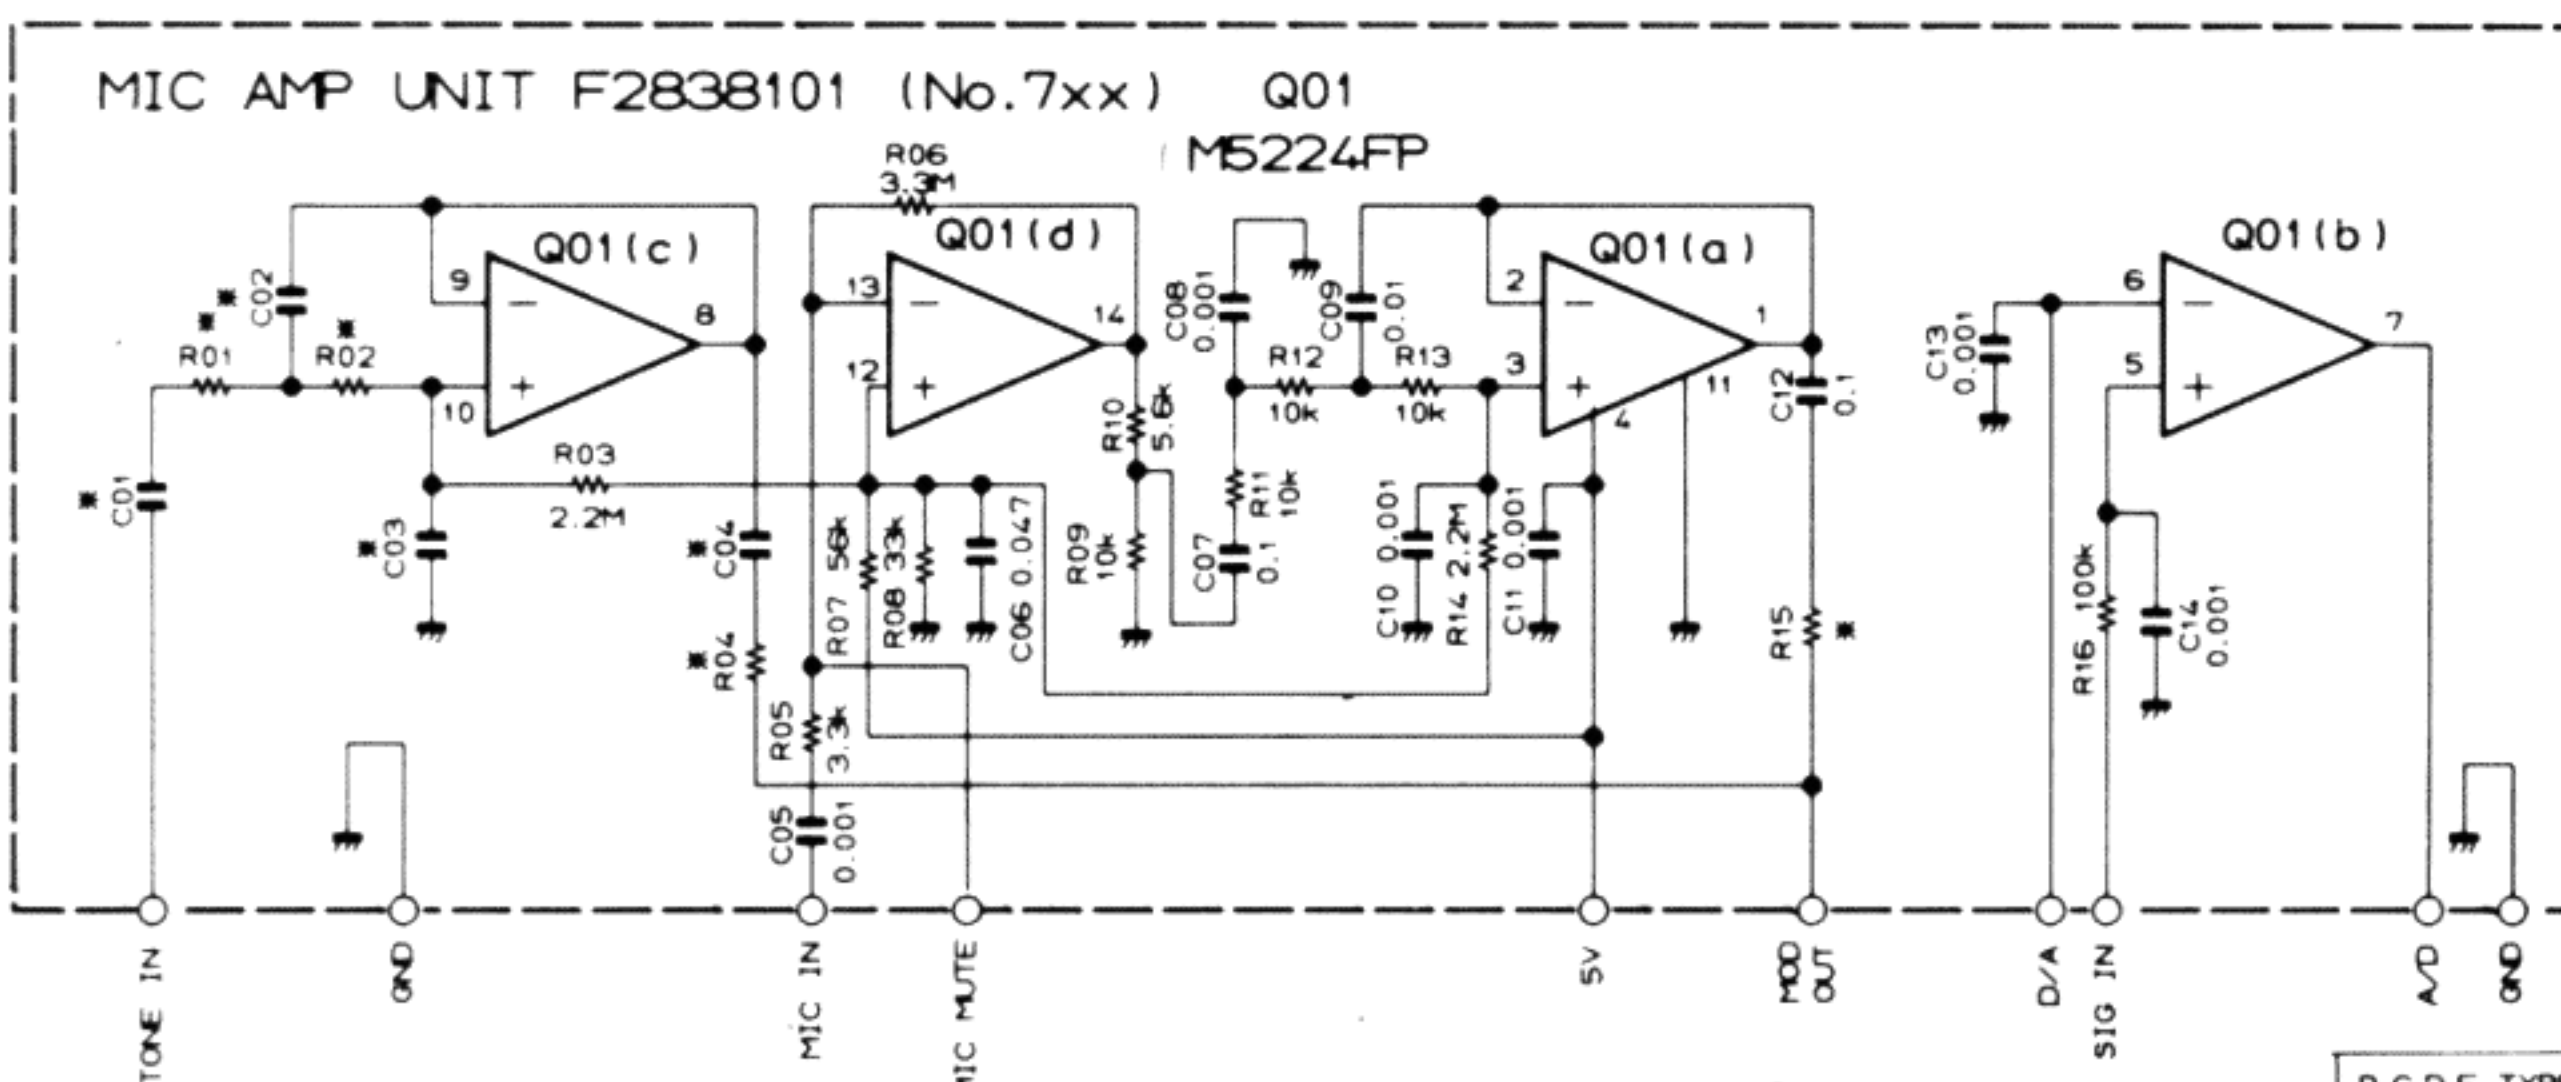 MIC AMP UNIT F2838101 (No.7xx) Q01
M5224FP
R06
3.3M
Q01(c)
Q01(d)
Q01(a)
Q01(b)
9
8
10
13
14
12
2
1
3
11
4
6
7
5
※ C02
※
R01
※
R02
C08
0.001
C09
0.01
R12
10k
R13
10k
C12
0.1
C13
0.001
R10
5.6k
R03
2.2M
※ C01
※ C03
※ C04
※ R04
R07 56k
R08 33k
C06 0.047
R09
10k
R11
10k
C07
0.1
C10 0.001
R14 2.2M
C11 0.001
R15 ※
R16 100k
C14
0.001
R05
3.3k
C05
0.001
TONE IN
GND
MIC IN
MIC MUTE
5V
MOD
OUT
D/A
SIG IN
A/D
GND